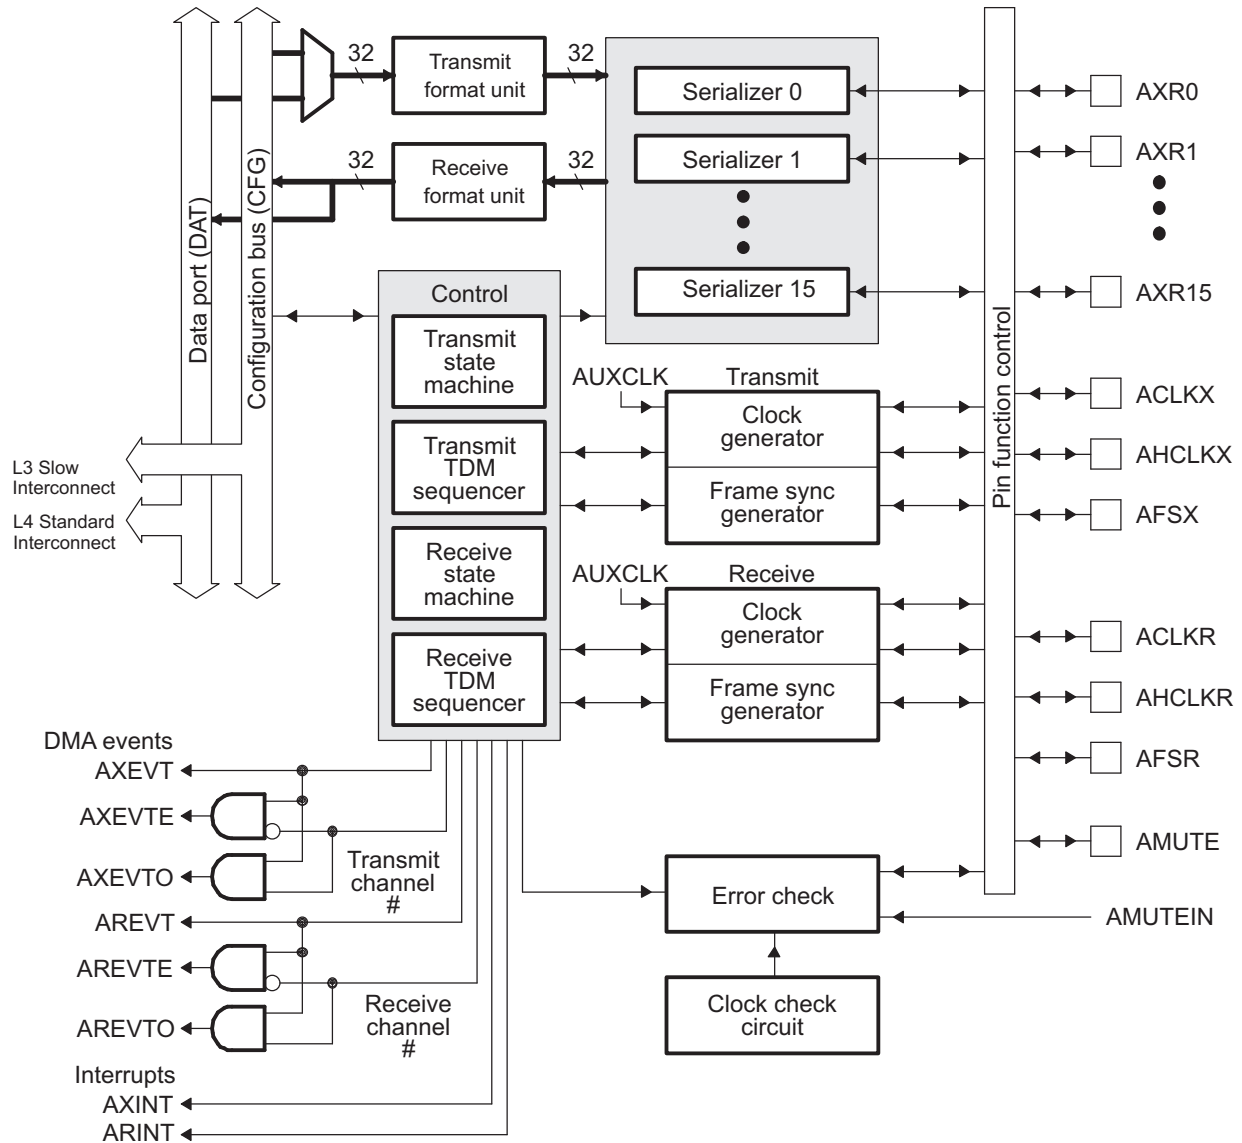 32
Transmit
format unit
32
Serializer 0
AXR0
32
Receive
format unit
32
Serializer 1
AXR1
Data port (DAT)
Configuration bus (CFG)
Serializer 15
AXR15
Pin function control
Control
Transmit
state
machine
Transmit
TDM
sequencer
Receive
state
machine
Receive
TDM
sequencer
AUXCLK
Transmit
Clock
generator
Frame sync
generator
ACLKX
AHCLKX
AFSX
L3 Slow
Interconnect
L4 Standard
Interconnect
AUXCLK
Receive
Clock
generator
Frame sync
generator
ACLKR
AHCLKR
AFSR
DMA events
AXEVT
AXEVTE
AXEVTO
Transmit
channel
#
AREVT
AREVTE
AREVTO
Receive
channel
#
Error check
AMUTE
AMUTEIN
Clock check
circuit
Interrupts
AXINT
ARINT